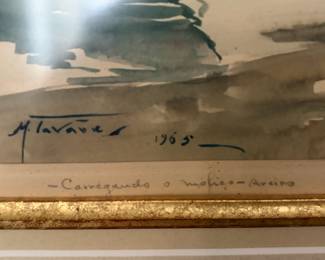 M Tavares 1965
- Carregando o moliço - Aveiro